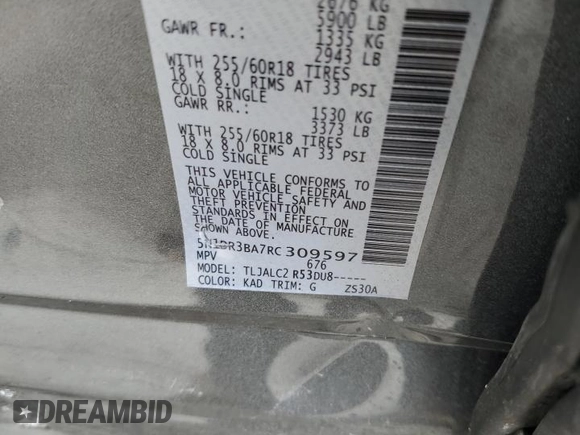 2676 KG
5900 LB
GAWR FR.: 1335 KG
2943 LB
WITH 255/60R18 TIRES
18 X 8.0 RIMS AT 33 PSI
COLD SINGLE
GAWR RR.: 1530 KG
3373 LB
WITH 255/60R18 TIRES
18 X 8.0 RIMS AT 33 PSI
COLD SINGLE
THIS VEHICLE CONFORMS TO
ALL APPLICABLE FEDERAL
MOTOR VEHICLE SAFETY AND
THEFT PREVENTION
STANDARDS IN EFFECT ON
THE DATE OF MANUFACTURE
SHOWN ABOVE.
5N1DR3BA7RC309597
MPV 676
MODEL: TLJALC2 R53DU8-----
COLOR: KAD TRIM: G ZS30A
DREAMBID